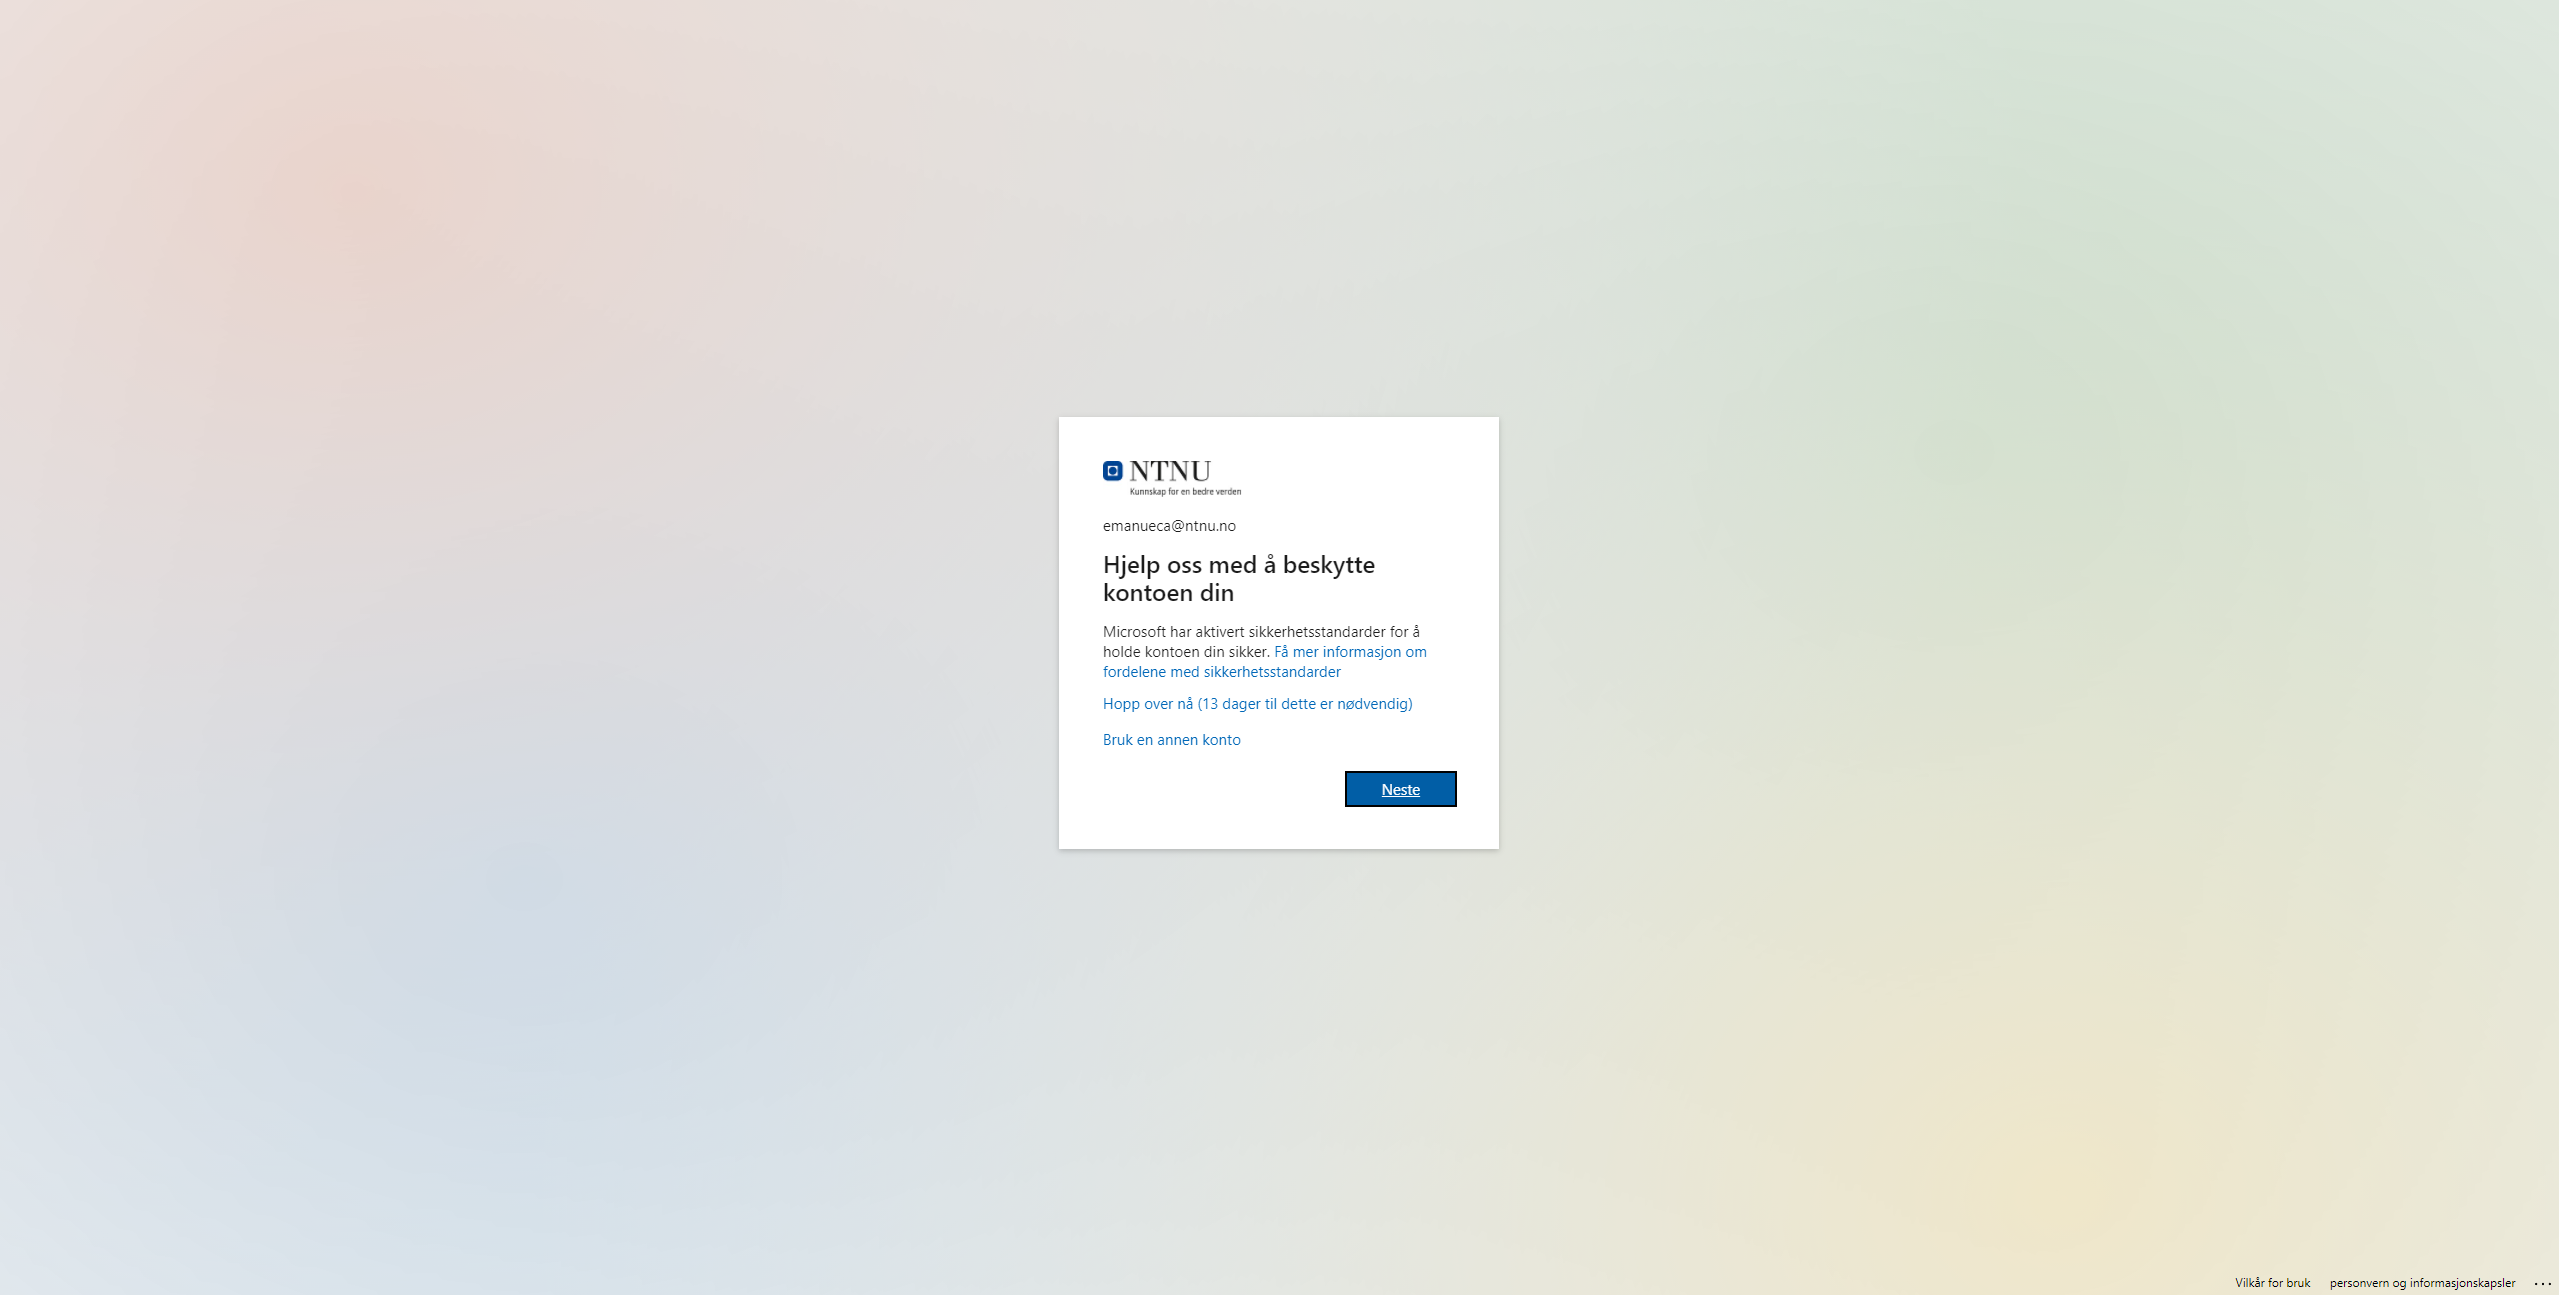 NTNU
Kunnskap for en bedre verden
emanueca@ntnu.no
Hjelp oss med å beskytte
kontoen din
Microsoft har aktivert sikkerhetsstandarder for å
holde kontoen din sikker. Få mer informasjon om
fordelene med sikkerhetsstandarder
Hopp over nå (13 dager til dette er nødvendig)
Bruk en annen konto
Neste
Vilkår for bruk personvern og informasjonskapsler ...